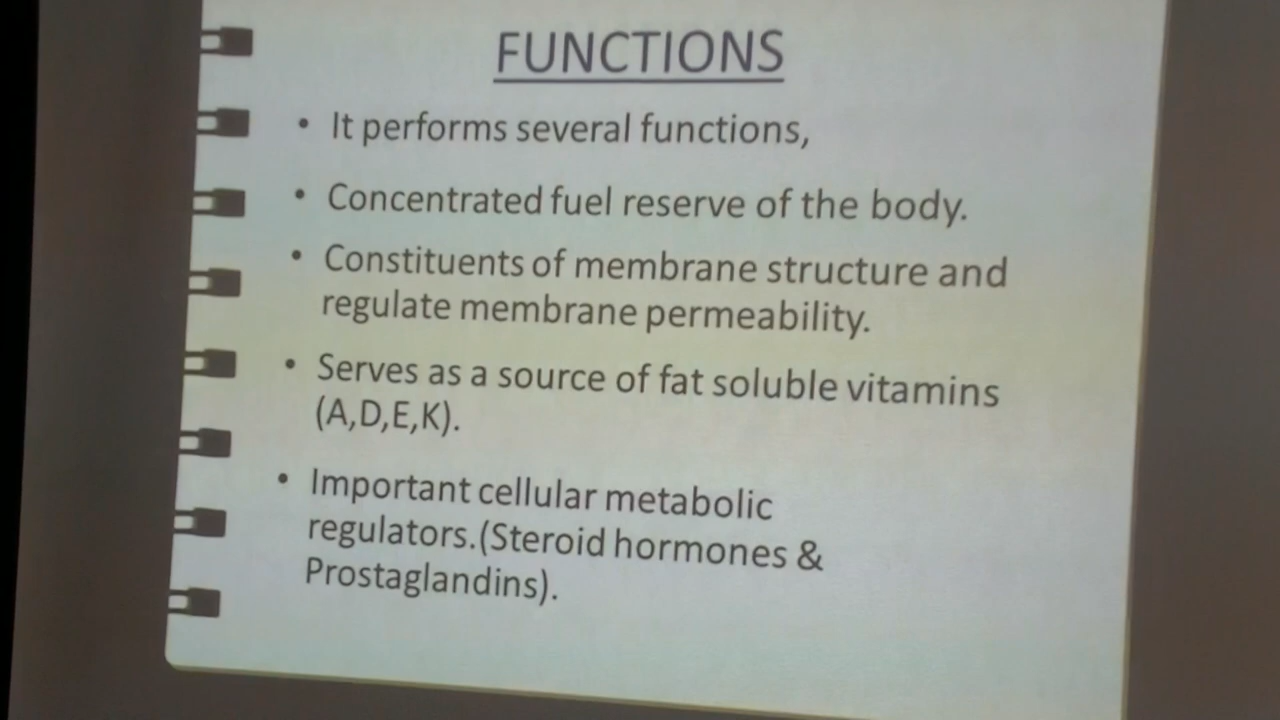 FUNCTIONS
• It performs several functions,
• Concentrated fuel reserve of the body.
• Constituents of membrane structure and
regulate membrane permeability.
• Serves as a source of fat soluble vitamins
(A,D,E,K).
• Important cellular metabolic
regulators.(Steroid hormones &
Prostaglandins).